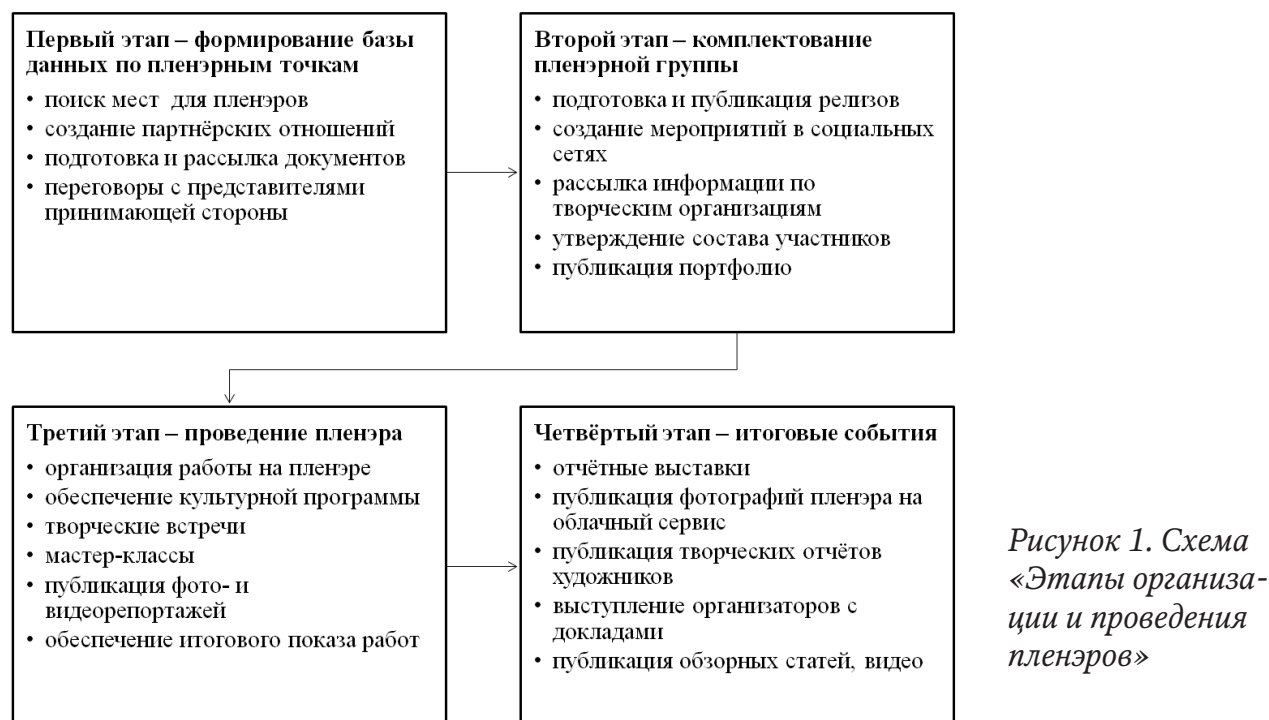 Первый этап – формирование базы
данных по пленэрным точкам
• поиск мест для пленэров
• создание партнёрских отношений
• подготовка и рассылка документов
• переговоры с представителями
принимающей стороны
Второй этап – комплектование
пленэрной группы
• подготовка и публикация релизов
• создание мероприятий в социальных
сетях
• рассылка информации по
творческим организациям
• утверждение состава участников
• публикация портфолио
Третий этап – проведение пленэра
• организация работы на пленэре
• обеспечение культурной программы
• творческие встречи
• мастер-классы
• публикация фото- и
видеорепортажей
• обеспечение итогового показа работ
Четвёртый этап – итоговые события
• отчётные выставки
• публикация фотографий пленэра на
облачный сервис
• публикация творческих отчётов
художников
• выступление организаторов с
докладами
• публикация обзорных статей, видео
Рисунок 1. Схема
«Этапы организа-
ции и проведения
пленэров»